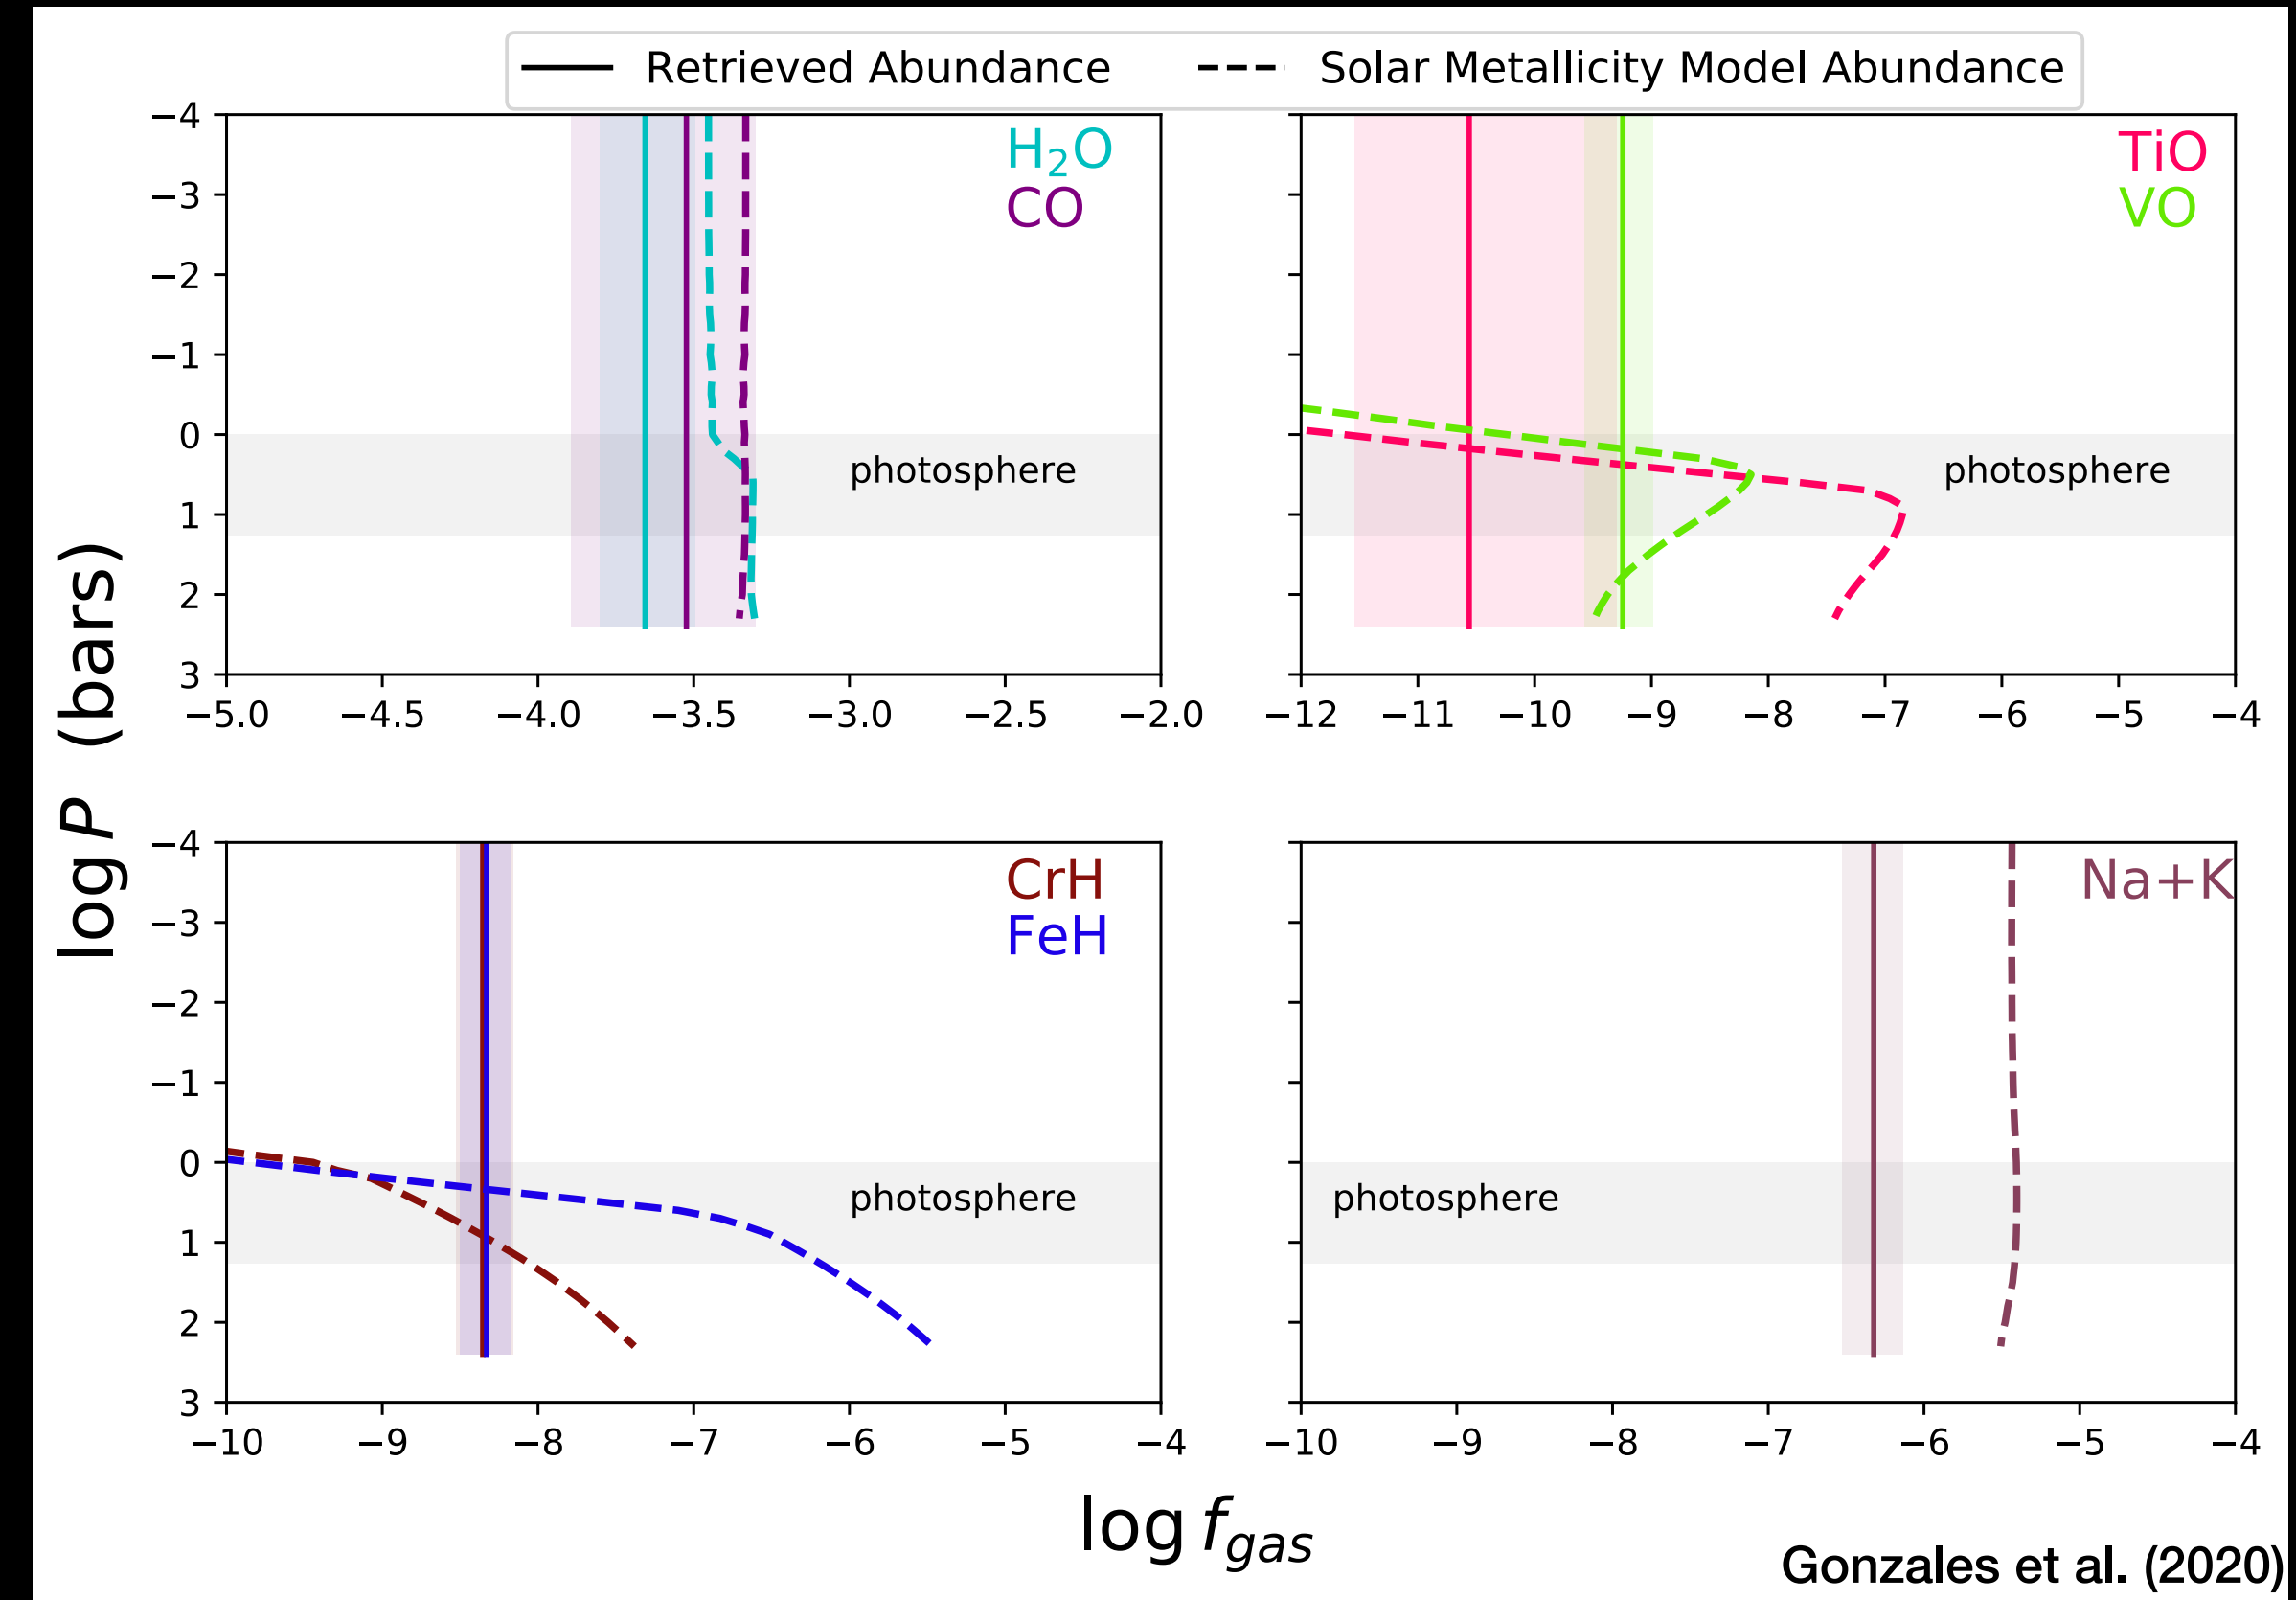 Retrieved Abundance Solar Metallicity Model Abundance
−4
−3
−2
−1
0
1
2
3
H₂O
CO
photosphere
−5.0 −4.5 −4.0 −3.5 −3.0 −2.5 −2.0
TiO
VO
photosphere
−12 −11 −10 −9 −8 −7 −6 −5 −4
log P (bars)
−4
−3
−2
−1
0
1
2
3
CrH
FeH
photosphere
−10 −9 −8 −7 −6 −5 −4
Na+K
photosphere
−10 −9 −8 −7 −6 −5 −4
log f_gas
Gonzales et al. (2020)